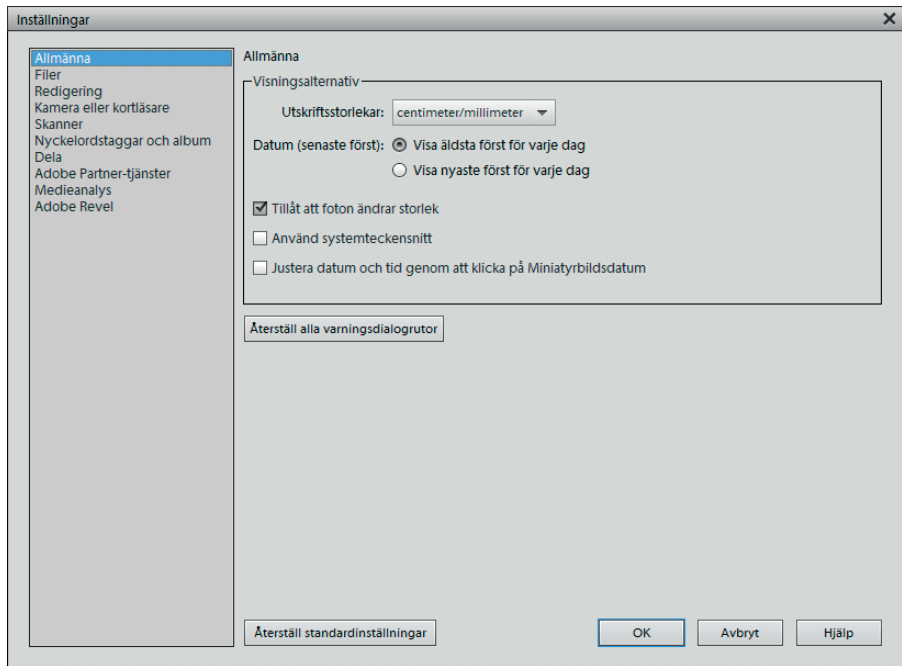 Inställningar
Allmänna
Filer
Redigering
Kamera eller kortläsare
Skanner
Nyckelordstaggar och album
Dela
Adobe Partner-tjänster
Medieanalys
Adobe Revel
Allmänna
Visningsalternativ
Utskriftsstorlekar: centimeter/millimeter
Datum (senaste först): Visa äldsta först för varje dag
Visa nyaste först för varje dag
Tillåt att foton ändrar storlek
Använd systemteckensnitt
Justera datum och tid genom att klicka på Miniatyrbildsdatum
Återställ alla varningsdialogrutor
Återställ standardinställningar
OK
Avbryt
Hjälp